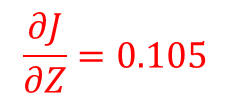 ∂J/∂Z = 0.105